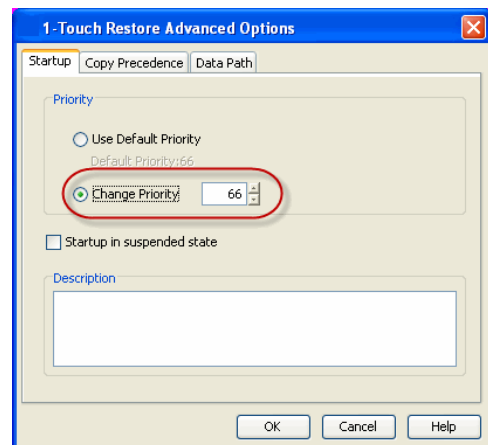 1-Touch Restore Advanced Options
Startup Copy Precedence Data Path
Priority
Use Default Priority
Default Priority:66
Change Priority 66
Startup in suspended state
Description
OK Cancel Help